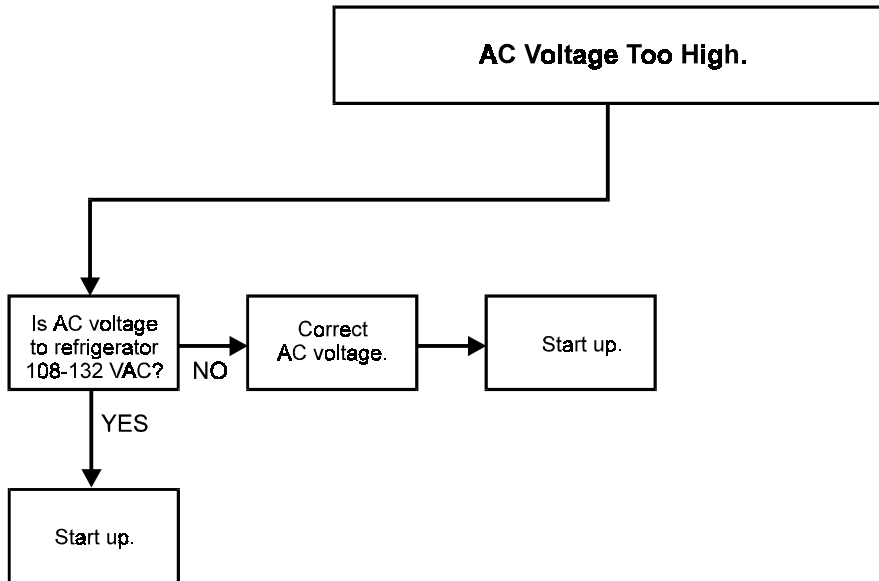 AC Voltage Too High.
Is AC voltage
to refrigerator
108-132 VAC?
NO
Correct
AC voltage.
Start up.
YES
Start up.